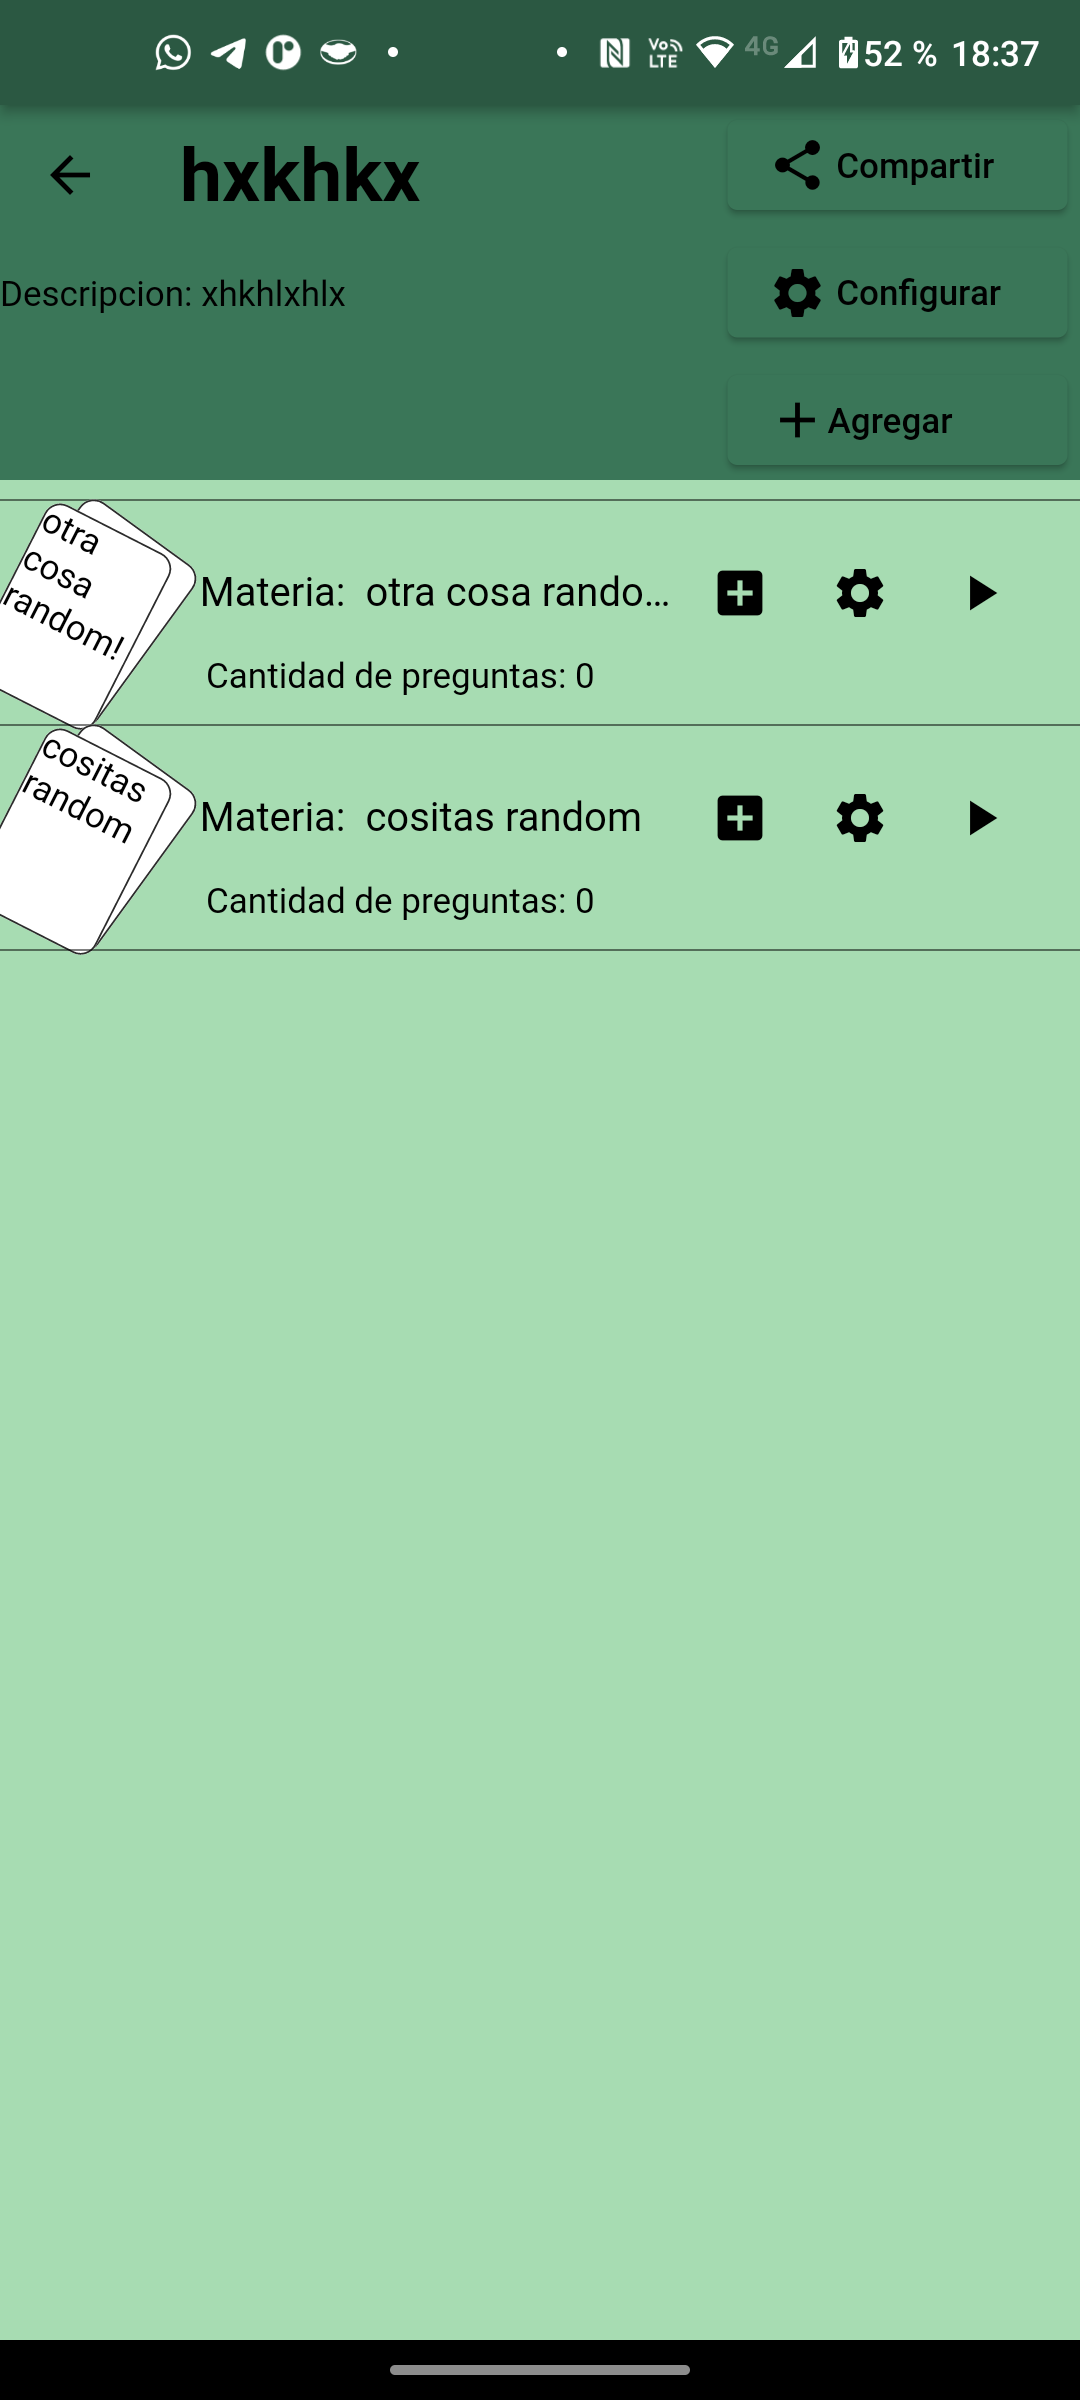 Vo
LTE
4G
52 % 18:37
hxkhkx
Compartir
Descripcion: xhkhlxhlx
Configurar
Agregar
otra
cosa
random!
Materia: otra cosa rando...
Cantidad de preguntas: 0
cositas
random
Materia: cositas random
Cantidad de preguntas: 0